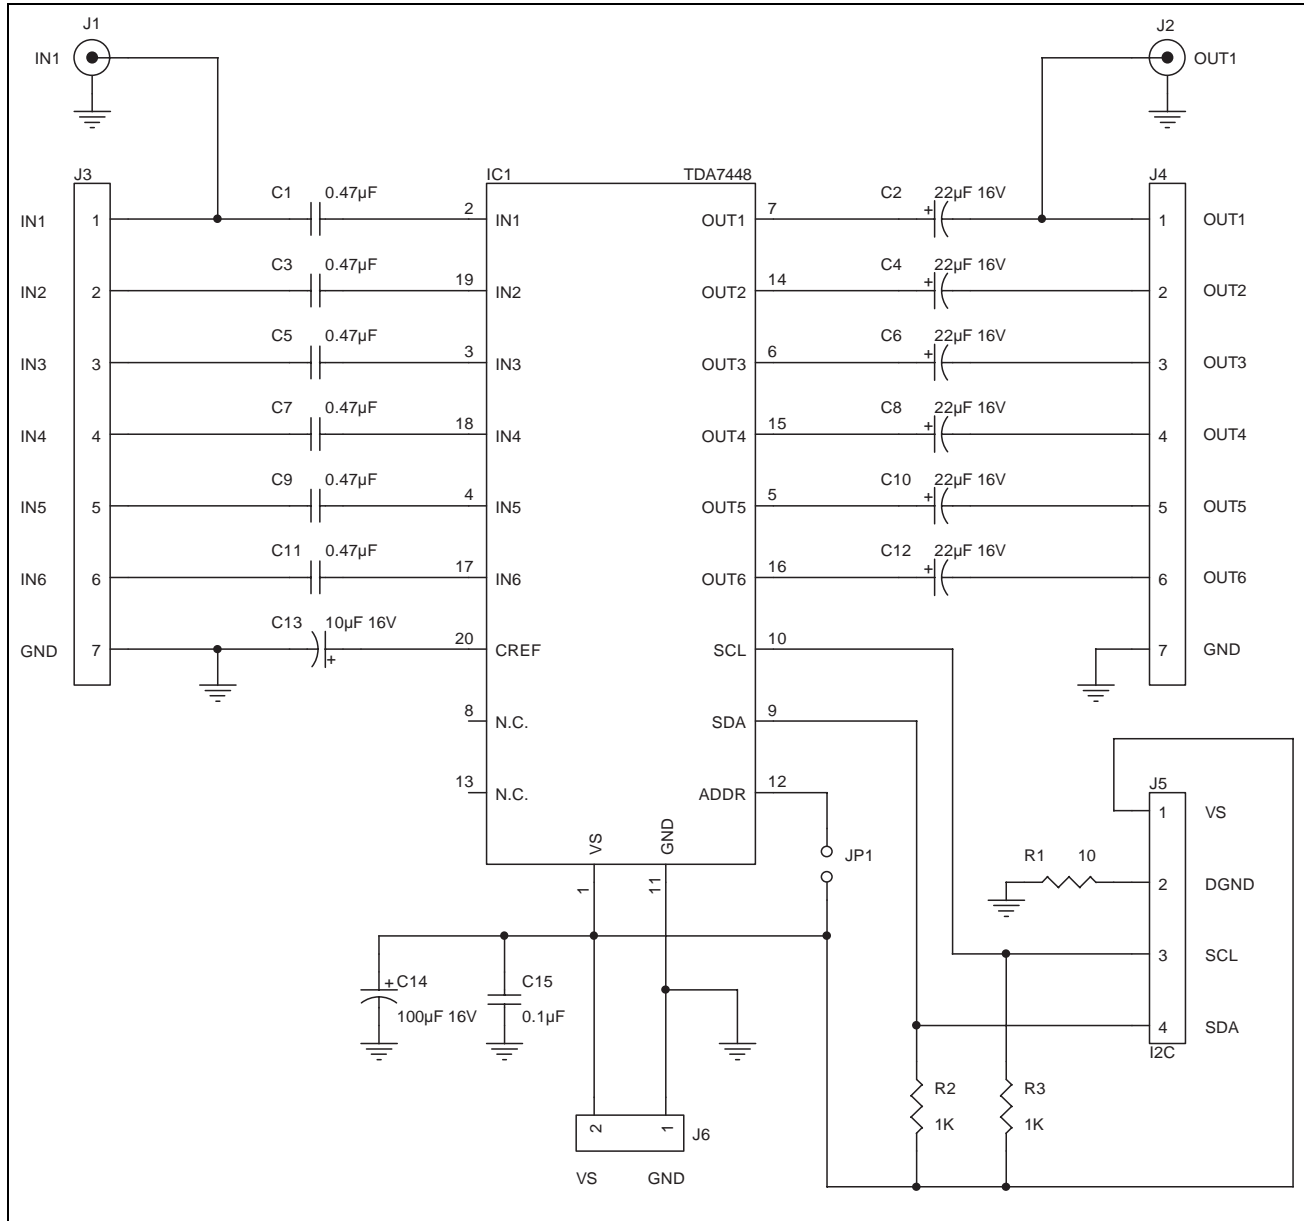 J1
J2
IN1
OUT1
J3
IC1
TDA7448
J4
C1 0.47µF
C2 22µF 16V
+
IN1 1
2 IN1
OUT1 7
1 OUT1
C3 0.47µF
C4 22µF 16V
+
IN2 2
19 IN2
OUT2 14
2 OUT2
C5 0.47µF
C6 22µF 16V
+
IN3 3
3 IN3
OUT3 6
3 OUT3
C7 0.47µF
C8 22µF 16V
+
IN4 4
18 IN4
OUT4 15
4 OUT4
C9 0.47µF
C10 22µF 16V
+
IN5 5
4 IN5
OUT5 5
5 OUT5
C11 0.47µF
C12 22µF 16V
+
IN6 6
17 IN6
OUT6 16
6 OUT6
C13 10µF 16V
+
GND 7
20 CREF
SCL 10
7 GND
8 N.C.
SDA 9
13 N.C.
ADDR 12
J5
1 VS
VS
GND
JP1
R1 10
2 DGND
1
11
3 SCL
+ C14
100µF 16V
C15
0.1µF
4 SDA
I2C
R2
1K
R3
1K
2
1
J6
VS
GND